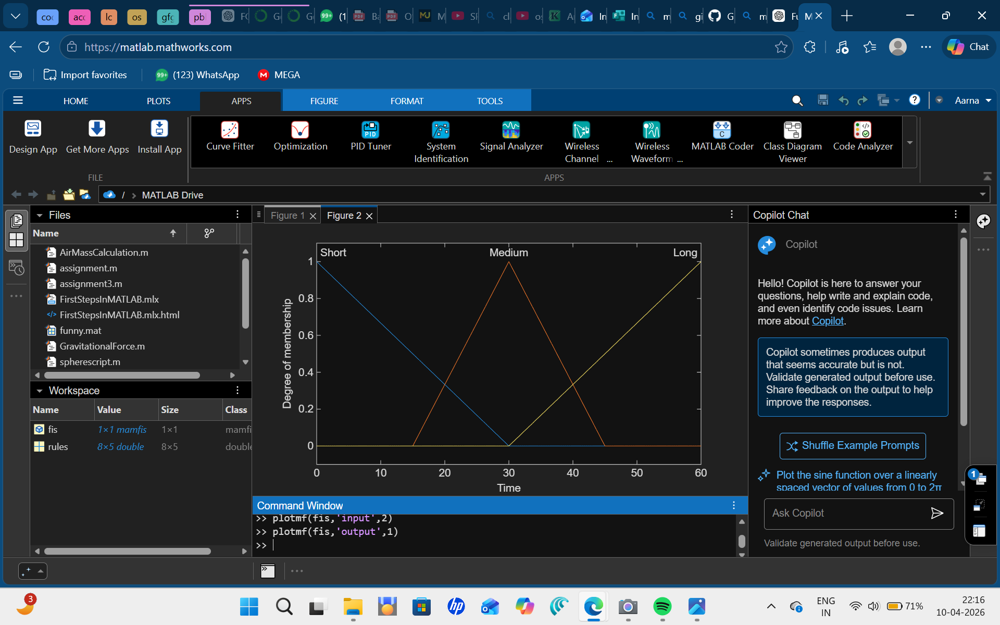 co
acc
lc
os
gfg
pb
FC
G
G
99+
(1
Ba
O
MJ
M
SI
cl
os
A
In
In
m
gi
G
m
Fu
M
https://matlab.mathworks.com
Chat
Import favorites
99+
(123) WhatsApp
MEGA
HOME
PLOTS
APPS
FIGURE
FORMAT
TOOLS
Aarna
Design App
Get More Apps
Install App
Curve Fitter
Optimization
PID
PID Tuner
System
Identification
Signal Analyzer
Wireless
Channel ...
Wireless
Waveform ...
C
MATLAB Coder
Class Diagram
Viewer
Code Analyzer
FILE
APPS
/ > MATLAB Drive
Files
Name
AirMassCalculation.m
assignment.m
assignment3.m
FirstStepsInMATLAB.mlx
FirstStepsInMATLAB.mlx.html
funny.mat
GravitationalForce.m
spherescript.m
Workspace
Name
Value
Size
Class
fis
1×1 mamfis
1×1
mamfi
rules
8×5 double
8×5
double
Figure 1
Figure 2
Short
Medium
Long
1
0.8
0.6
0.4
0.2
0
Degree of membership
0
10
20
30
40
50
60
Time
Command Window
>> plotmf(fis,'input',2)
>> plotmf(fis,'output',1)
>>
Copilot Chat
Copilot
Hello! Copilot is here to answer your
questions, help write and explain code,
and even identify code issues. Learn
more about Copilot.
Copilot sometimes produces output
that seems accurate but is not.
Validate generated output before use.
Share feedback on the output to help
improve the responses.
Shuffle Example Prompts
Plot the sine function over a linearly
spaced vector of values from 0 to 2π
Ask Copilot
Validate generated output before use.
1
3
hp
ENG
IN
71%
22:16
10-04-2026